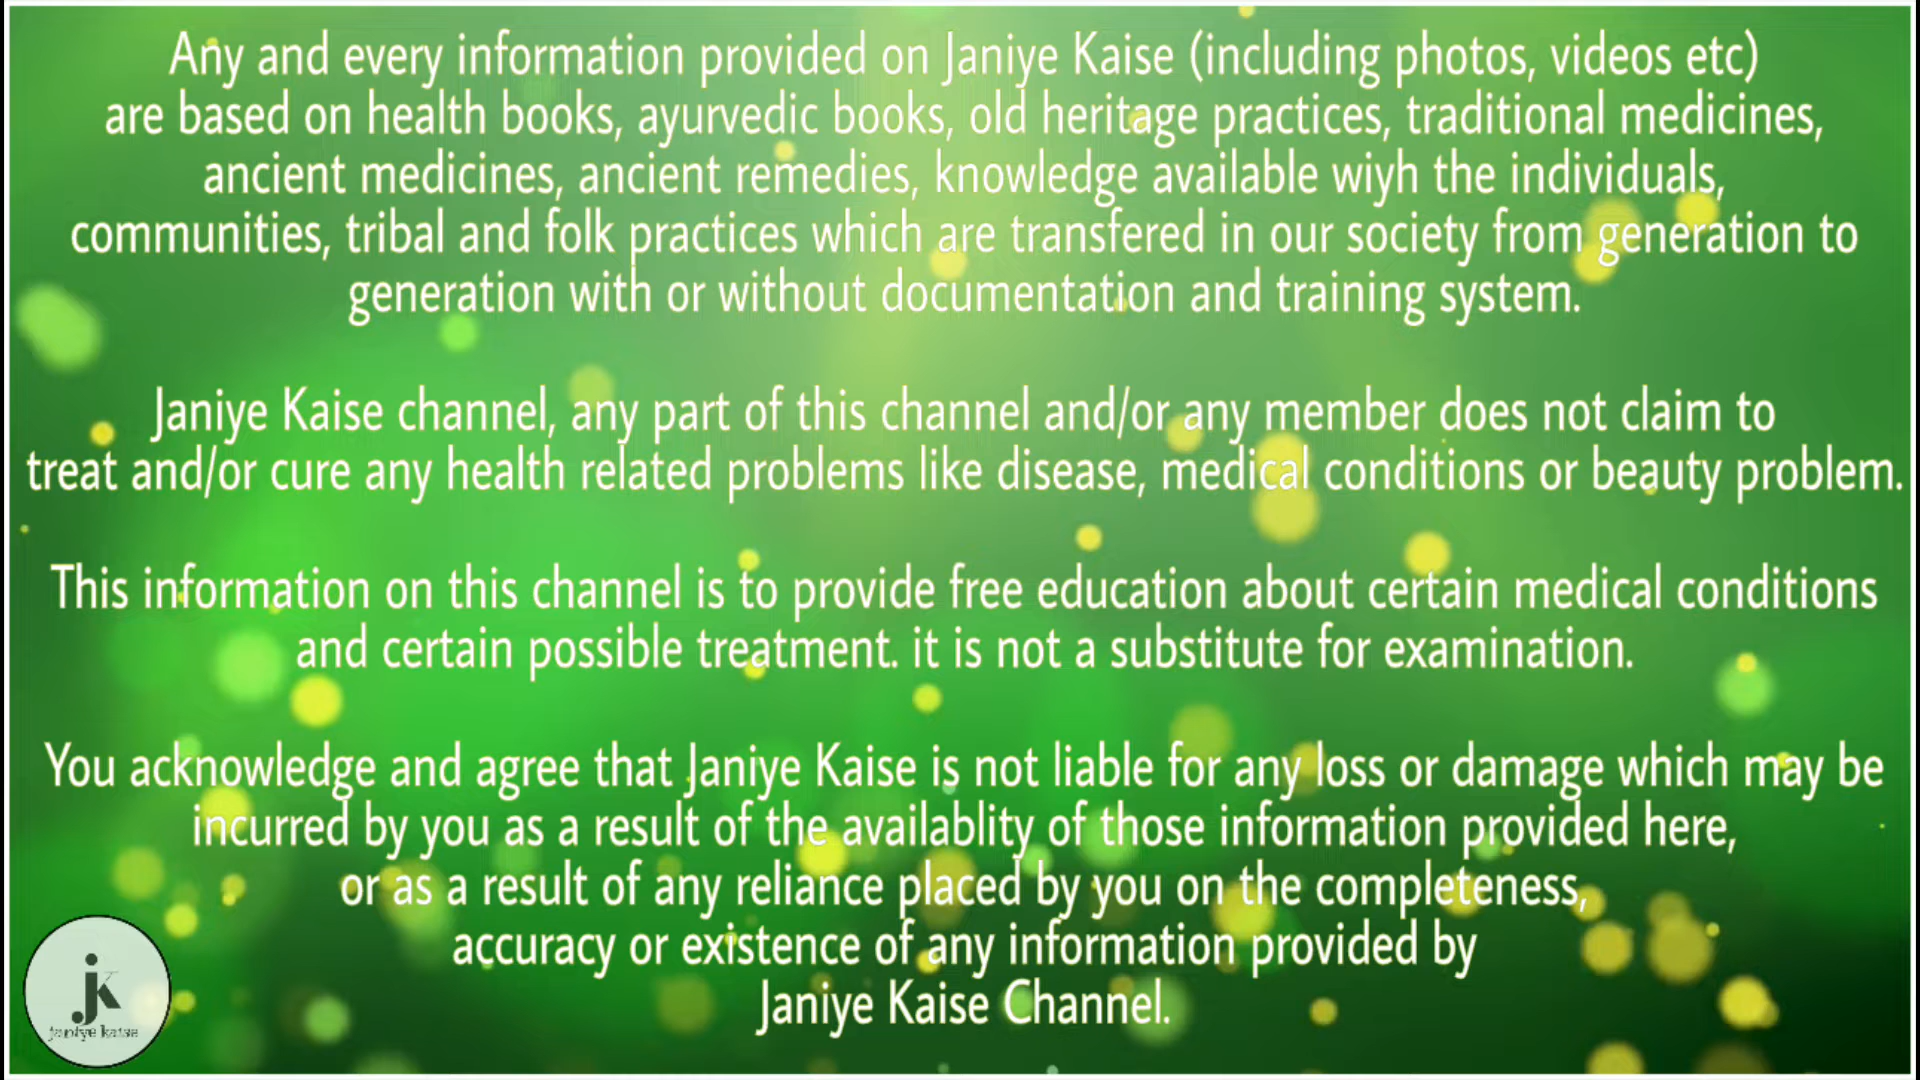 Any and every information provided on Janiye Kaise (including photos, videos etc)
are based on health books, ayurvedic books, old heritage practices, traditional medicines,
ancient medicines, ancient remedies, knowledge available wiyh the individuals,
communities, tribal and folk practices which are transfered in our society from generation to
generation with or without documentation and training system.
Janiye Kaise channel, any part of this channel and/or any member does not claim to
treat and/or cure any health related problems like disease, medical conditions or beauty problem.
This information on this channel is to provide free education about certain medical conditions
and certain possible treatment. it is not a substitute for examination.
You acknowledge and agree that Janiye Kaise is not liable for any loss or damage which may be
incurred by you as a result of the availablity of those information provided here,
or as a result of any reliance placed by you on the completeness,
accuracy or existence of any information provided by
Janiye Kaise Channel.
jk
janiye kaise